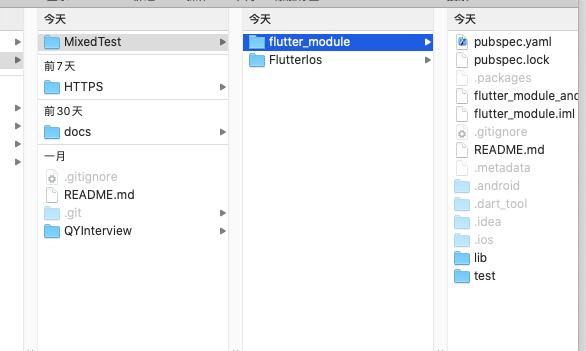 今天
MixedTest
前7天
HTTPS
前30天
docs
一月
.gitignore
README.md
.git
QYInterview
今天
flutter_module
FlutterIos
今天
pubspec.yaml
pubspec.lock
.packages
flutter_module_and
flutter_module.iml
.gitignore
README.md
.metadata
.android
.dart_tool
.idea
.ios
lib
test